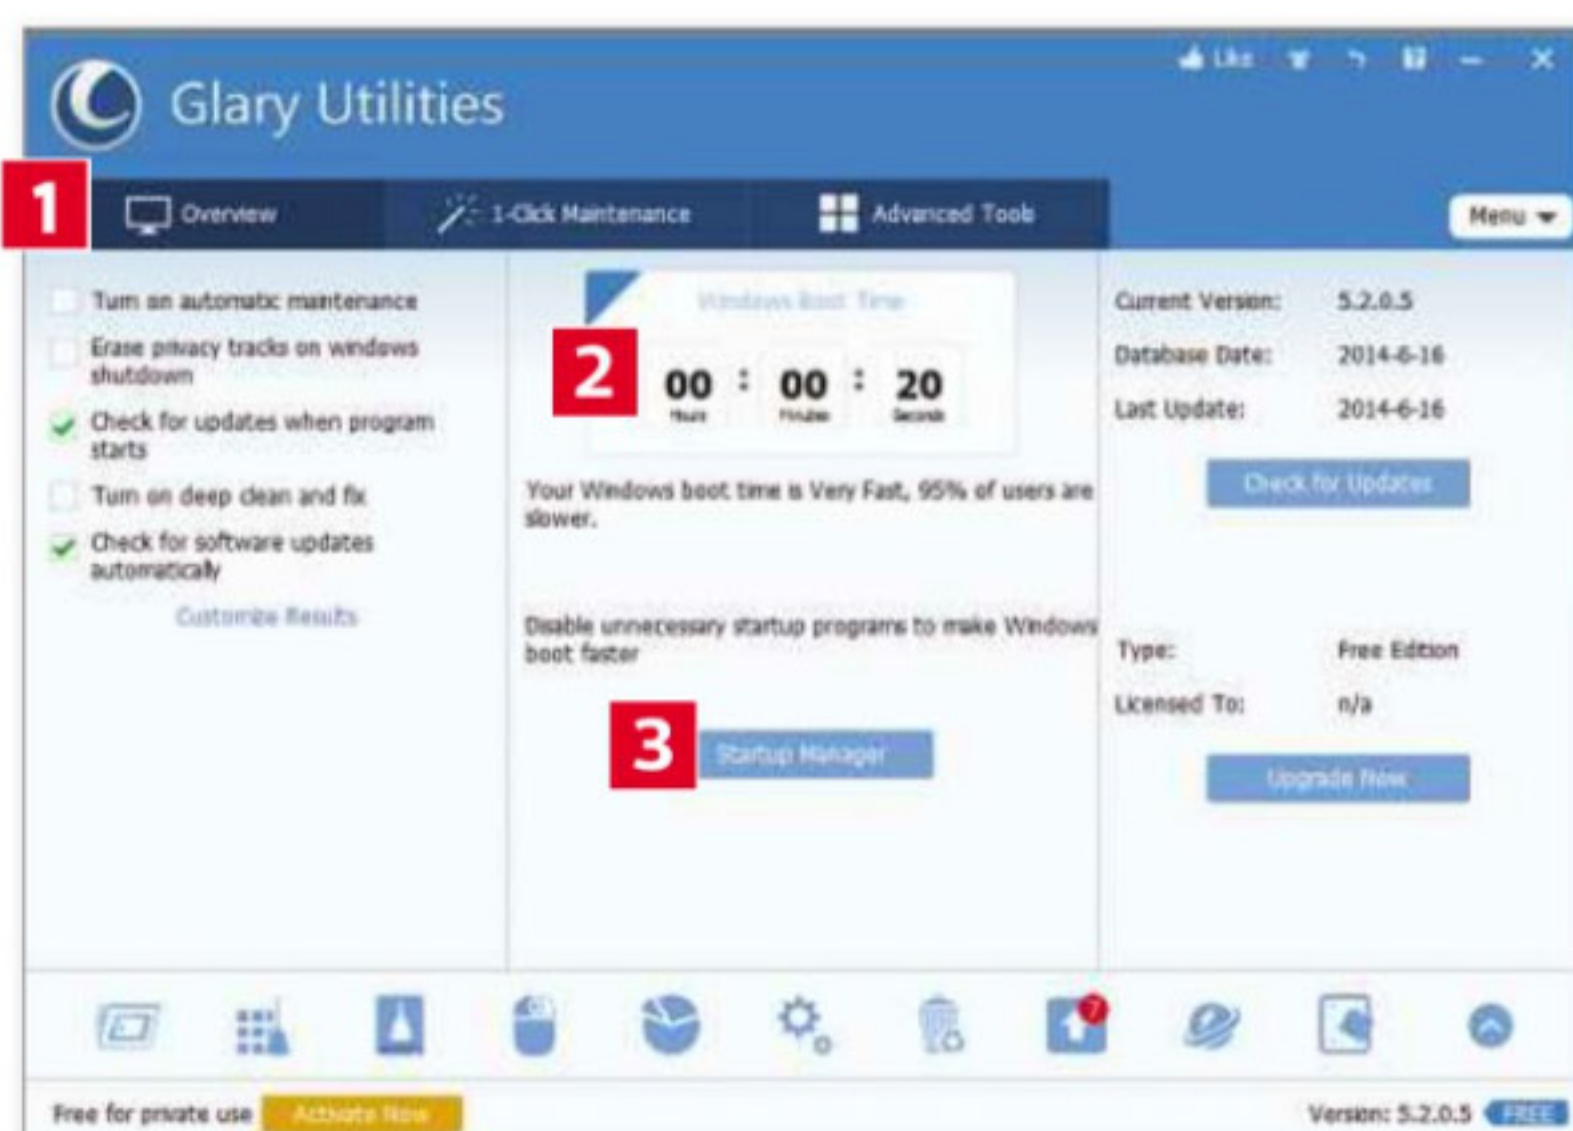 Like
Glary Utilities
1
Overview
1-Click Maintenance
Advanced Tools
Menu
Turn on automatic maintenance
Erase privacy tracks on windows
shutdown
Check for updates when program
starts
Turn on deep clean and fix
Check for software updates
automatically
Customize Results
Windows Boot Time
2
00 : 00 : 20
Hours Minutes Seconds
Your Windows boot time is Very Fast, 95% of users are
slower.
Disable unnecessary startup programs to make Windows
boot faster
3
Startup Manager
Current Version: 5.2.0.5
Database Date: 2014-6-16
Last Update: 2014-6-16
Check for Updates
Type: Free Edition
Licensed To: n/a
Upgrade Now
7
Free for private use
Activate Now
Version: 5.2.0.5
FREE